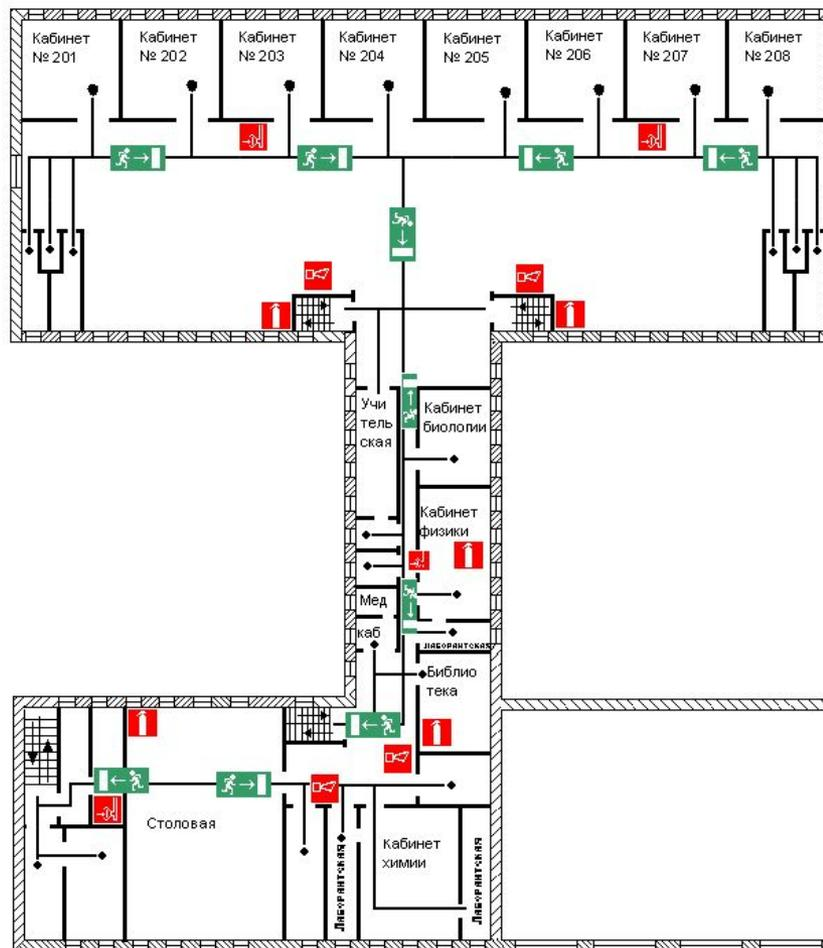 Кабинет
№ 201
Кабинет
№ 202
Кабинет
№ 203
Кабинет
№ 204
Кабинет
№ 205
Кабинет
№ 206
Кабинет
№ 207
Кабинет
№ 208
Учи
тель
ская
Кабинет
биологии
Кабинет
физики
Мед
каб
ЛАБОРАНТСКАЯ
Библио
тека
Столовая
ЛАБОРАНТСКАЯ
Кабинет
химии
ЛАБОРАНТСКАЯ